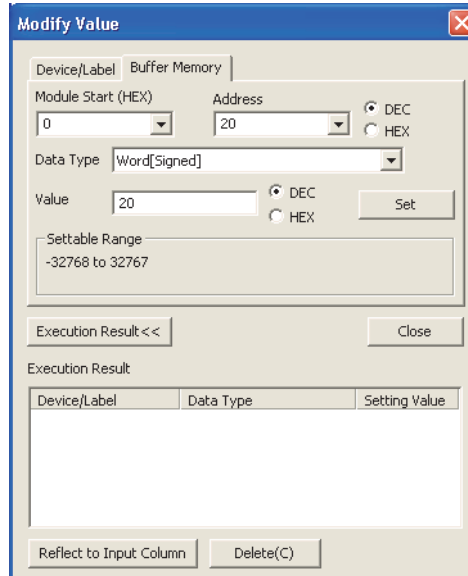 Modify Value
Device/Label Buffer Memory
Module Start (HEX) Address
0 20 DEC
HEX
Data Type Word[Signed]
Value 20 DEC
HEX Set
Settable Range
-32768 to 32767
Execution Result<< Close
Execution Result
Device/Label Data Type Setting Value
Reflect to Input Column Delete(C)